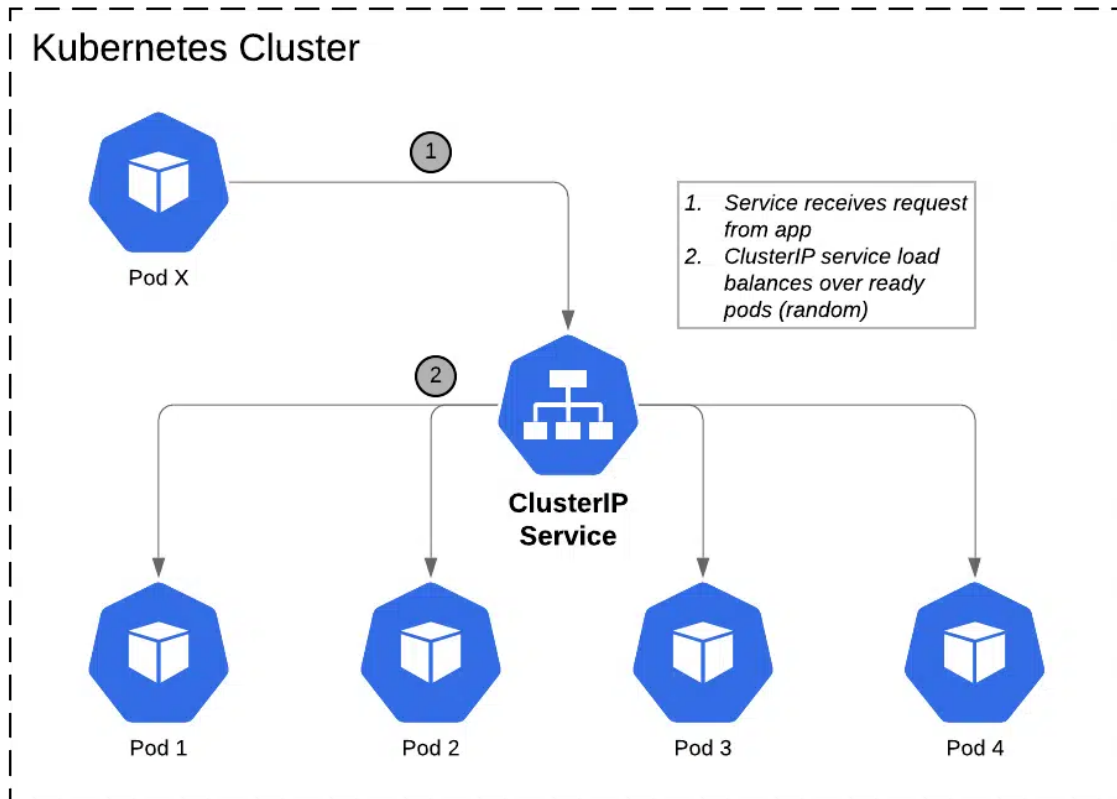 Kubernetes Cluster
1
Pod X
1. Service receives request
from app
2. ClusterIP service load
balances over ready
pods (random)
2
ClusterIP
Service
Pod 1
Pod 2
Pod 3
Pod 4